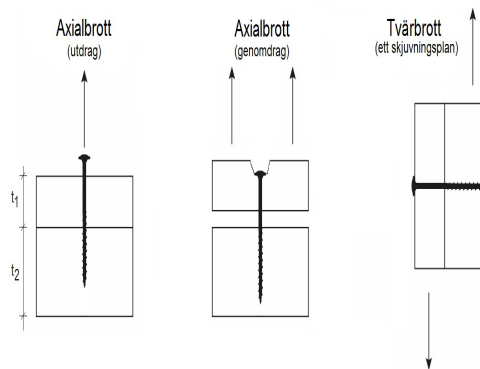 Axialbrott
(utdrag)
Axialbrott
(genomdrag)
Tvärbrott
(ett skjuvningsplan)
t1
t2